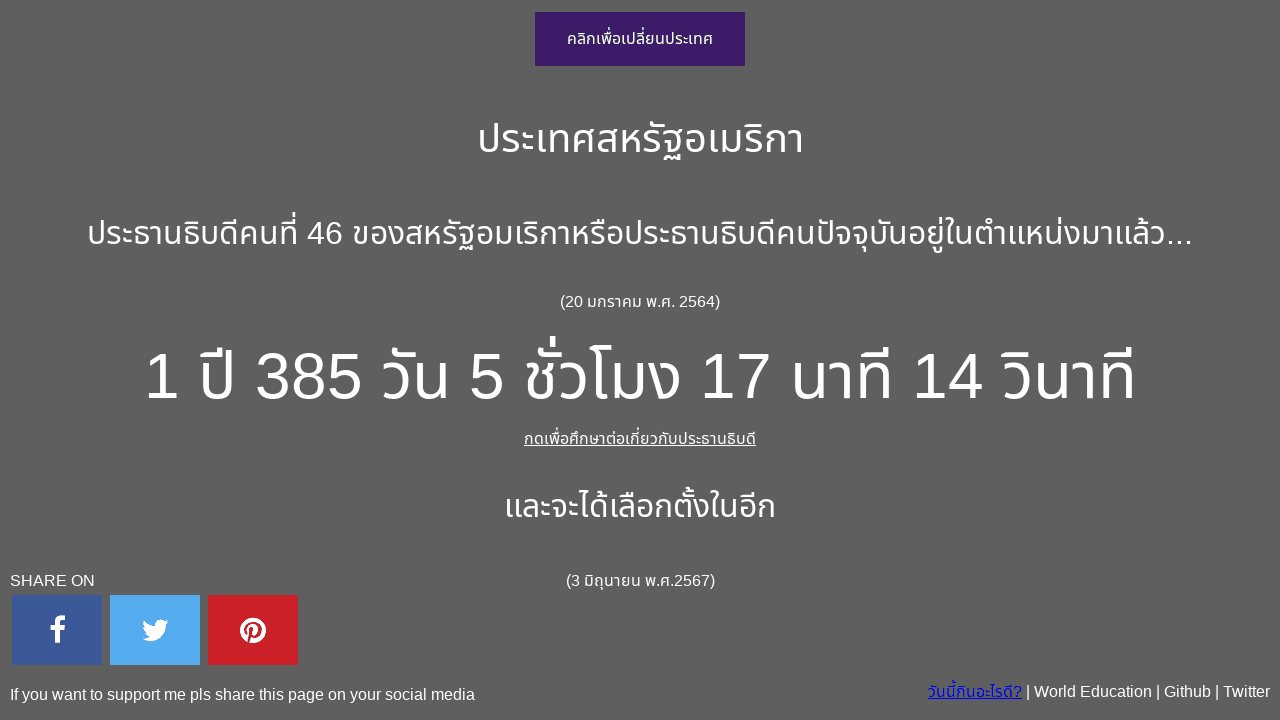 คลิกเพื่อเปลี่ยนประเทศ
ประเทศสหรัฐอเมริกา
ประธานธิบดีคนที่ 46 ของสหรัฐอมเริกาหรือประธานธิบดีคนปัจจุบันอยู่ในตำแหน่งมาแล้ว...
(20 มกราคม พ.ศ. 2564)
1 ปี 385 วัน 5 ชั่วโมง 17 นาที 14 วินาที
กดเพื่อศึกษาต่อเกี่ยวกับประธานธิบดี
และจะได้เลือกตั้งในอีก
(3 มิถุนายน พ.ศ.2567)
SHARE ON
If you want to support me pls share this page on your social media
วันนี้กินอะไรดี? | World Education | Github | Twitter